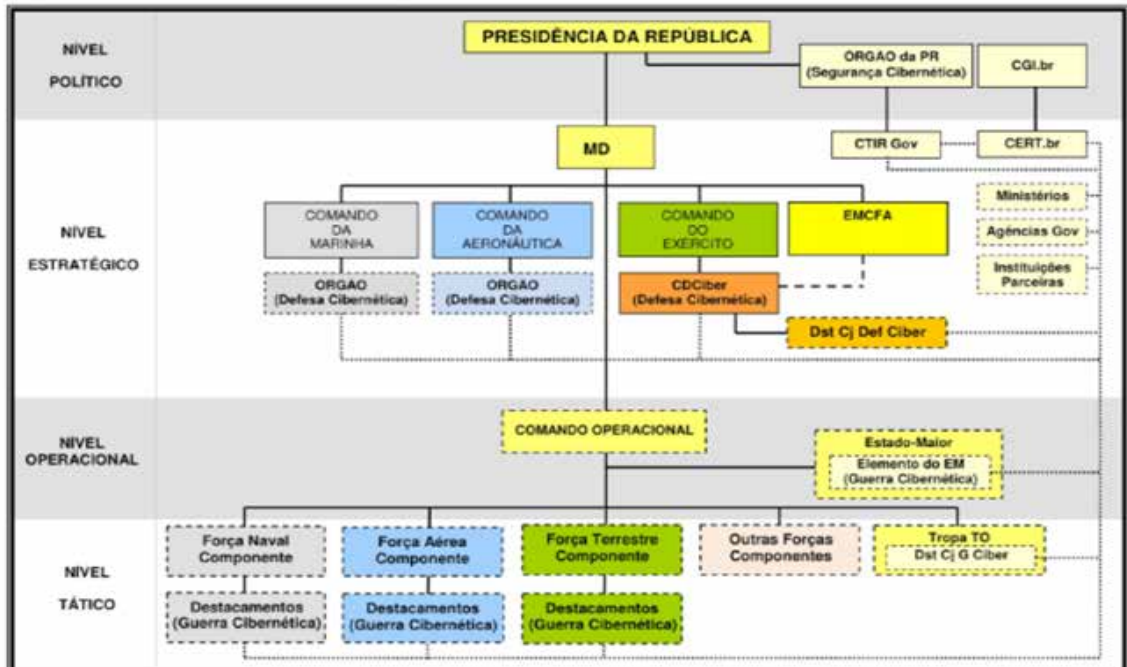 NÍVEL
POLÍTICO
PRESIDÊNCIA DA REPÚBLICA
ÓRGÃO da PR
(Segurança Cibernética)
CGI.br
NÍVEL
ESTRATÉGICO
MD
CTIR Gov
CERT.br
COMANDO
DA
MARINHA
COMANDO
DA
AERONÁUTICA
COMANDO
DO
EXÉRCITO
EMCFA
Ministérios
Agências Gov
Instituições
Parceiras
ÓRGÃO
(Defesa Cibernética)
ÓRGÃO
(Defesa Cibernética)
CDCiber
(Defesa Cibernética)
Dst Cj Def Ciber
NÍVEL
OPERACIONAL
COMANDO OPERACIONAL
Estado-Maior
Elemento do EM
(Guerra Cibernética)
NÍVEL
TÁTICO
Força Naval
Componente
Força Aérea
Componente
Força Terrestre
Componente
Outras Forças
Componentes
Tropa TO
Dst Cj G Ciber
Destacamentos
(Guerra Cibernética)
Destacamentos
(Guerra Cibernética)
Destacamentos
(Guerra Cibernética)